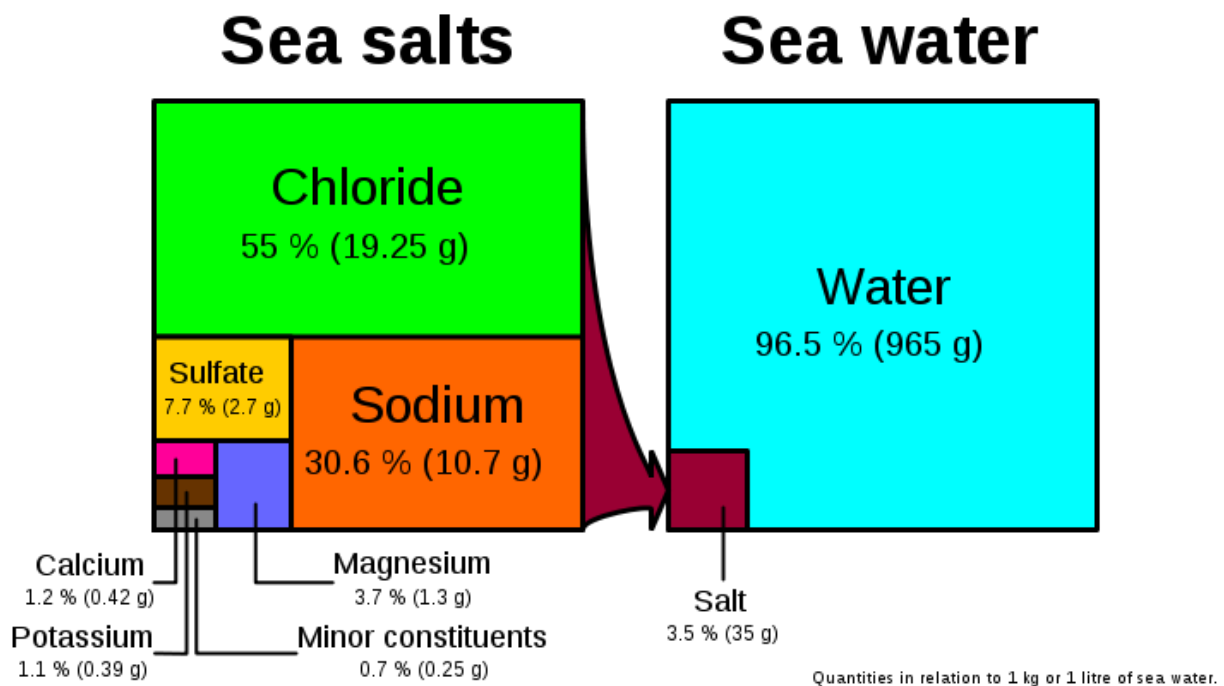 Sea salts
Sea water
Chloride
55 % (19.25 g)
Sulfate
7.7 % (2.7 g)
Sodium
30.6 % (10.7 g)
Water
96.5 % (965 g)
Calcium
1.2 % (0.42 g)
Magnesium
3.7 % (1.3 g)
Potassium
1.1 % (0.39 g)
Minor constituents
0.7 % (0.25 g)
Salt
3.5 % (35 g)
Quantities in relation to 1 kg or 1 litre of sea water.